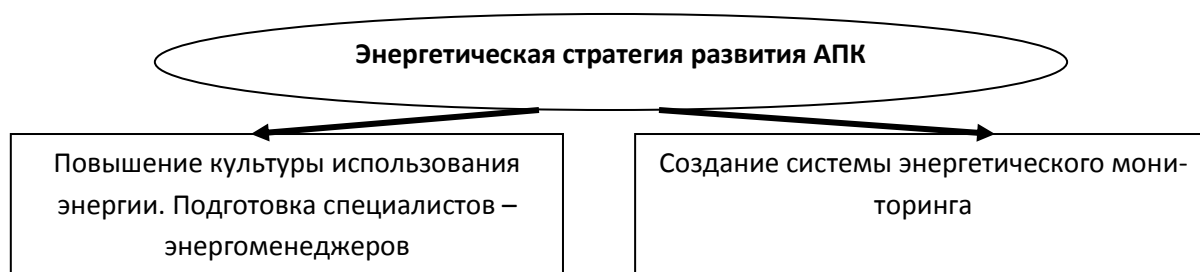 Энергетическая стратегия развития АПК
Повышение культуры использования
энергии. Подготовка специалистов –
энергоменеджеров
Создание системы энергетического мони-
торинга